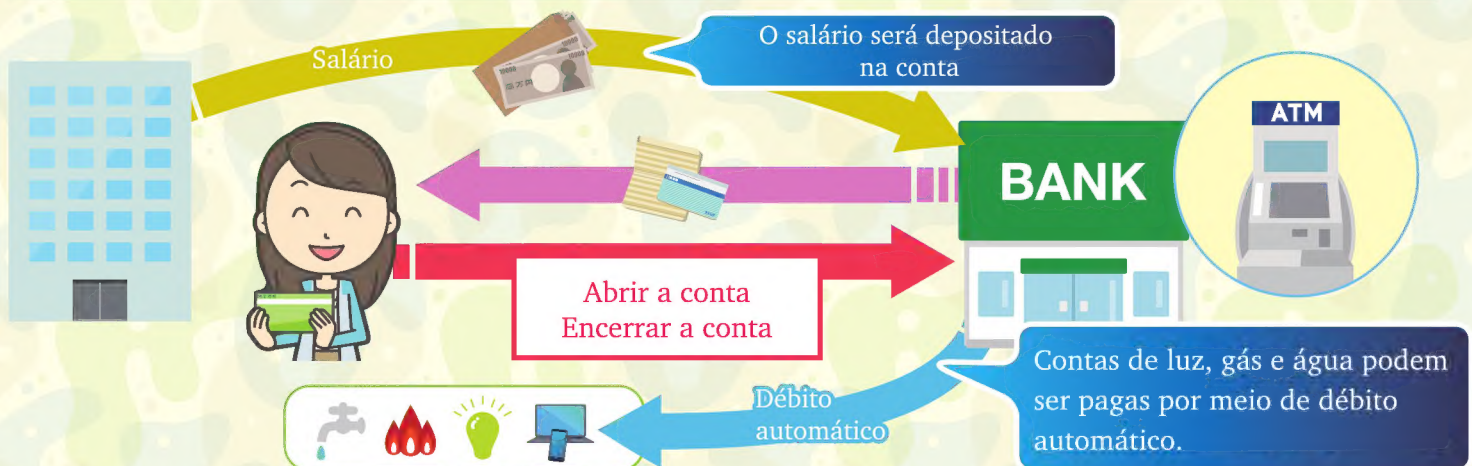 Salário
O salário será depositado
na conta
ATM
BANK
Abrir a conta
Encerrar a conta
Débito
automático
Contas de luz, gás e água podem
ser pagas por meio de débito
automático.